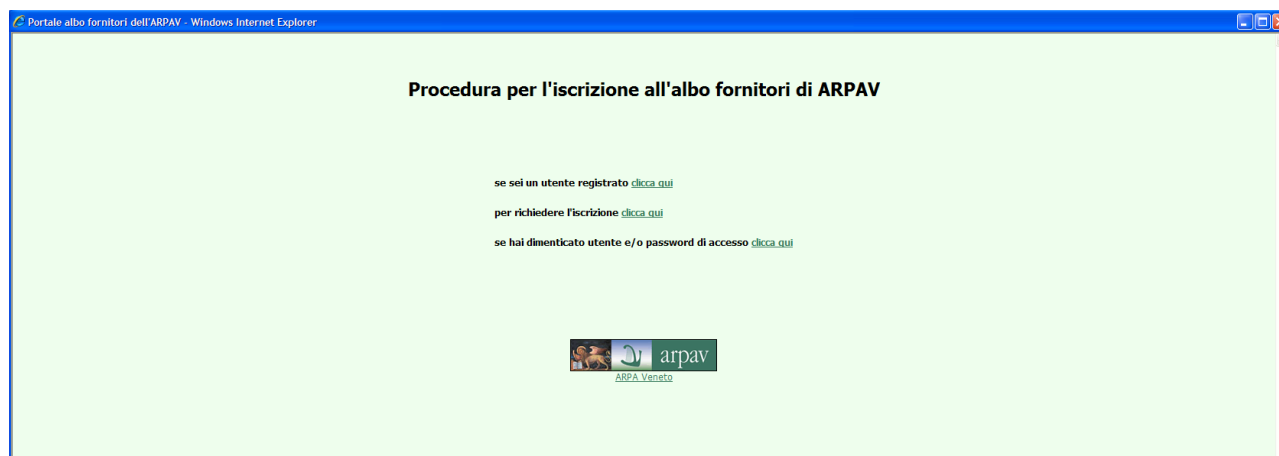 Portale albo fornitori dell'ARPAV - Windows Internet Explorer
Procedura per l'iscrizione all'albo fornitori di ARPAV
se sei un utente registrato clicca qui
per richiedere l'iscrizione clicca qui
se hai dimenticato utente e/o password di accesso clicca qui
arpav
ARPA Veneto